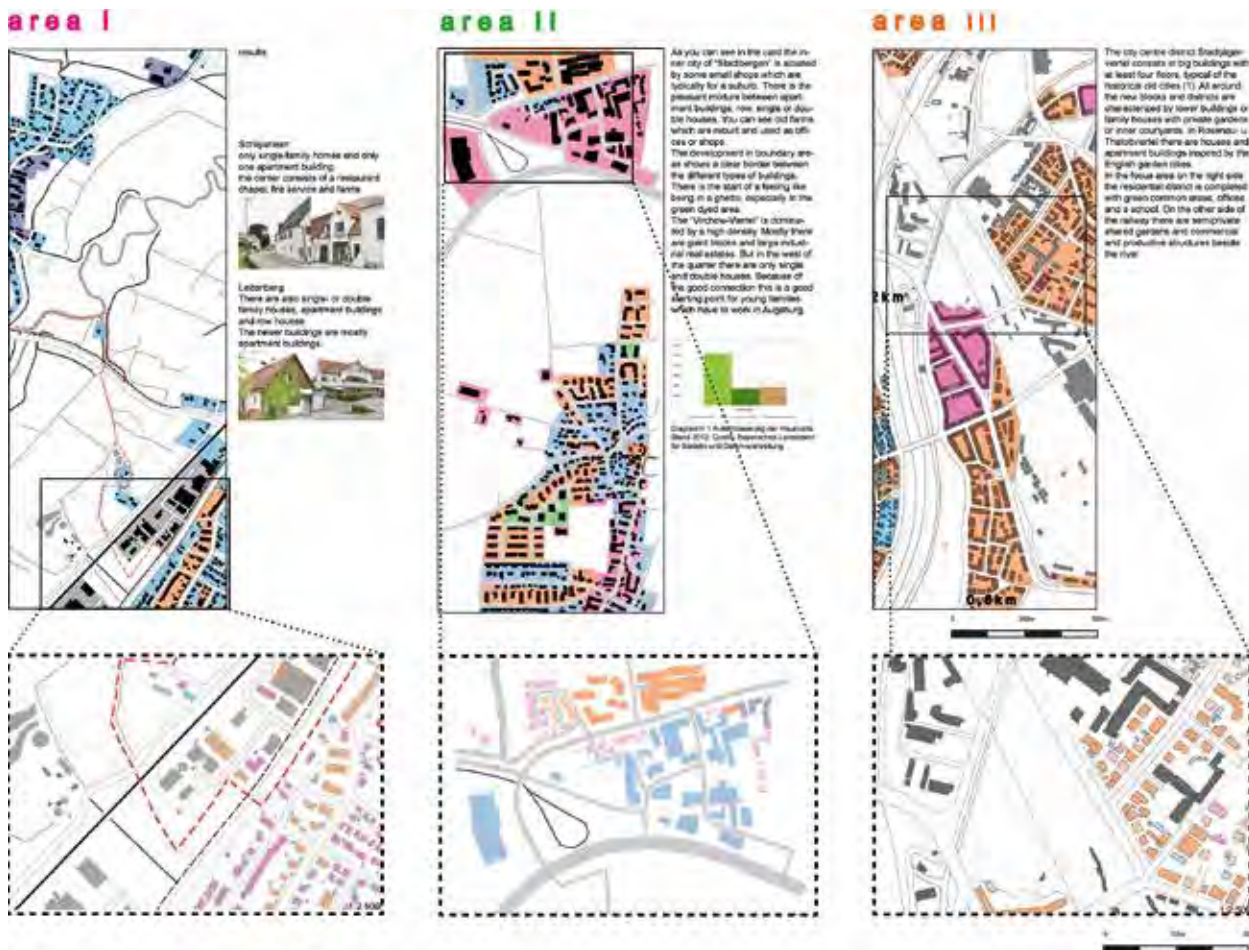 area I
results
Schlipsheim
only single-family homes and only
one apartment building
the center consists of a restaurant
chapel, fire service and farms
Leitenberg
There are also single- or double
family houses, apartment buildings
and row houses
The newer buildings are mostly
apartment buildings.
1:2 500
area II
As you can see in the card the in-
ner city of "Stadtbergen" is situated
by some small shops which are
typically for a suburb. There is the
pleasant mixture between apart-
ment buildings, row, single or dou-
ble houses. You can see old farms
which are rebuilt and used as offi-
ces or shops.
The development in boundary are-
as shows a clear border between
the different types of buildings.
There is the start of a feeling like
being in a ghetto, especially in the
green dyed area.
The "Virchow-Viertel" is domina-
ted by a high density. Mostly there
are giant blocks and large indust-
rial real estates. But in the west of
the quarter there are only single
and double houses. Because of
the good connection this is a good
starting point for young families
which have to work in Augsburg.
area III
The city centre district Stadtjäger-
viertel consists in big buildings with
at least four floors, typical of the
historical old cities (1). All around
the new blocks and districts are
characterized by lower buildings or
family houses with private gardens
or inner courtyards. In Rosenau- u.
Thelottviertel there are houses and
apartment buildings inspired by the
English garden cities.
In the focus area on the right side
the residential district is completed
with green common areas, offices
and a school. On the other side of
the railway there are semiprivate
shared gardens and commercial
and productive structures beside
the river
2km
0,6km